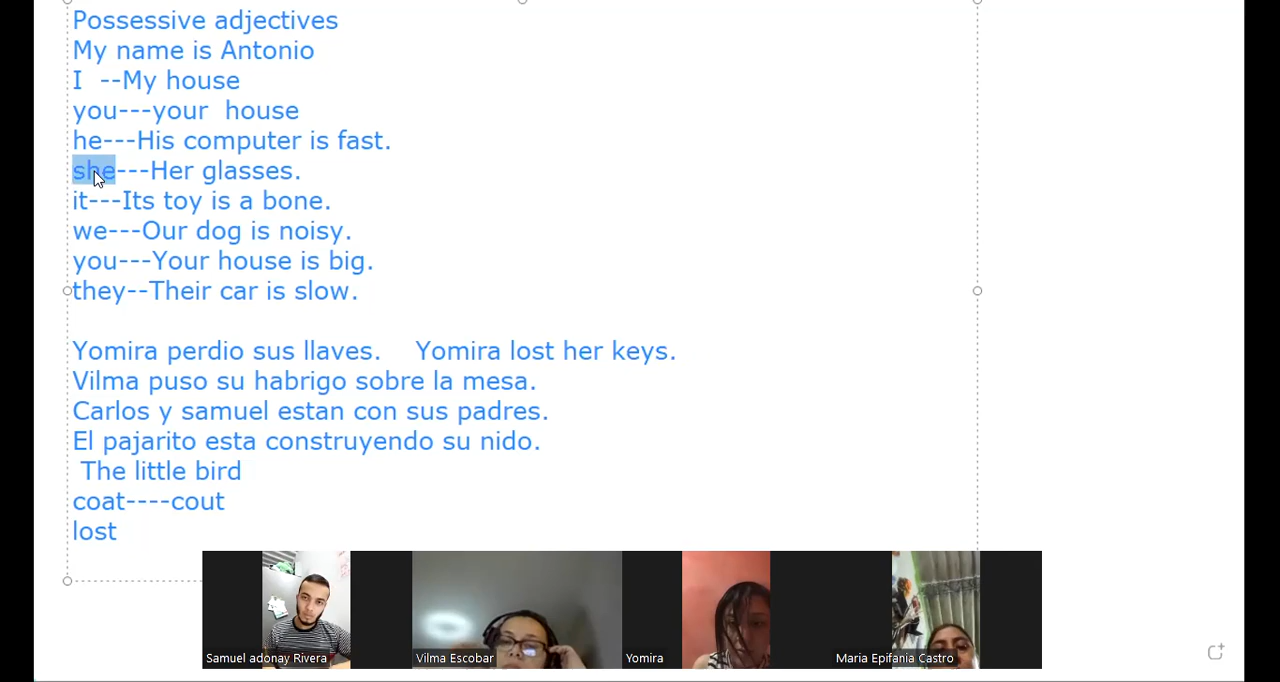 Possessive adjectives
My name is Antonio
I  --My house
you---your  house
he---His computer is fast.
she---Her glasses.
it---Its toy is a bone.
we---Our dog is noisy.
you---Your house is big.
they--Their car is slow.
Yomira perdio sus llaves.    Yomira lost her keys.
Vilma puso su habrigo sobre la mesa.
Carlos y samuel estan con sus padres.
El pajarito esta construyendo su nido.
The little bird
coat----cout
lost
Samuel adonay Rivera
Vilma Escobar
Yomira
Maria Epifania Castro